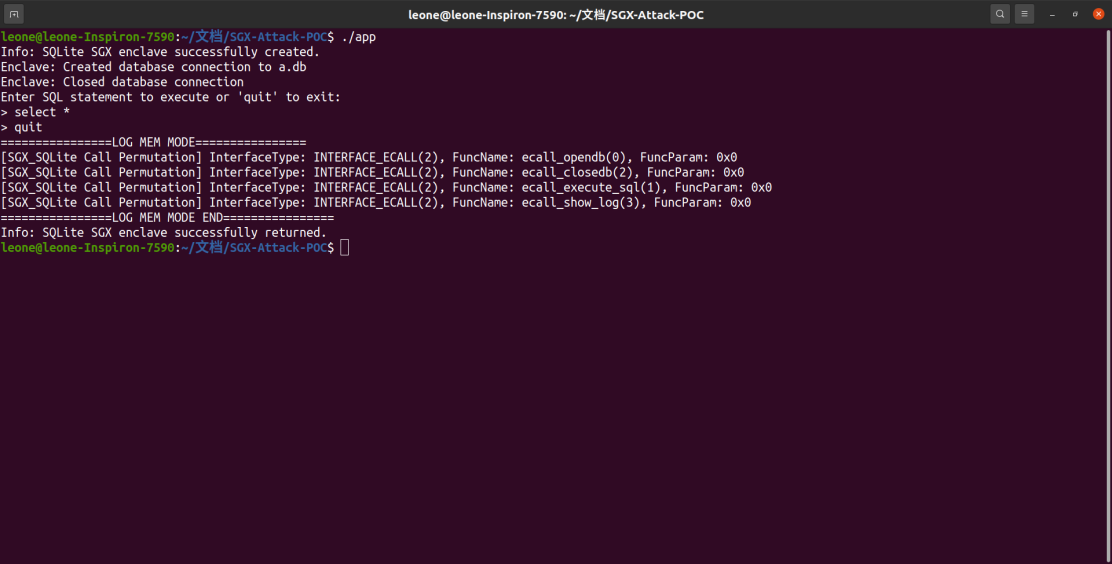 leone@leone-Inspiron-7590: ~/文档/SGX-Attack-POC
leone@leone-Inspiron-7590:~/文档/SGX-Attack-POC$ ./app
Info: SQLite SGX enclave successfully created.
Enclave: Created database connection to a.db
Enclave: Closed database connection
Enter SQL statement to execute or 'quit' to exit:
> select *
> quit
================LOG MEM MODE================
[SGX_SQLite Call Permutation] InterfaceType: INTERFACE_ECALL(2), FuncName: ecall_opendb(0), FuncParam: 0x0
[SGX_SQLite Call Permutation] InterfaceType: INTERFACE_ECALL(2), FuncName: ecall_closedb(2), FuncParam: 0x0
[SGX_SQLite Call Permutation] InterfaceType: INTERFACE_ECALL(2), FuncName: ecall_execute_sql(1), FuncParam: 0x0
[SGX_SQLite Call Permutation] InterfaceType: INTERFACE_ECALL(2), FuncName: ecall_show_log(3), FuncParam: 0x0
================LOG MEM MODE END================
Info: SQLite SGX enclave successfully returned.
leone@leone-Inspiron-7590:~/文档/SGX-Attack-POC$